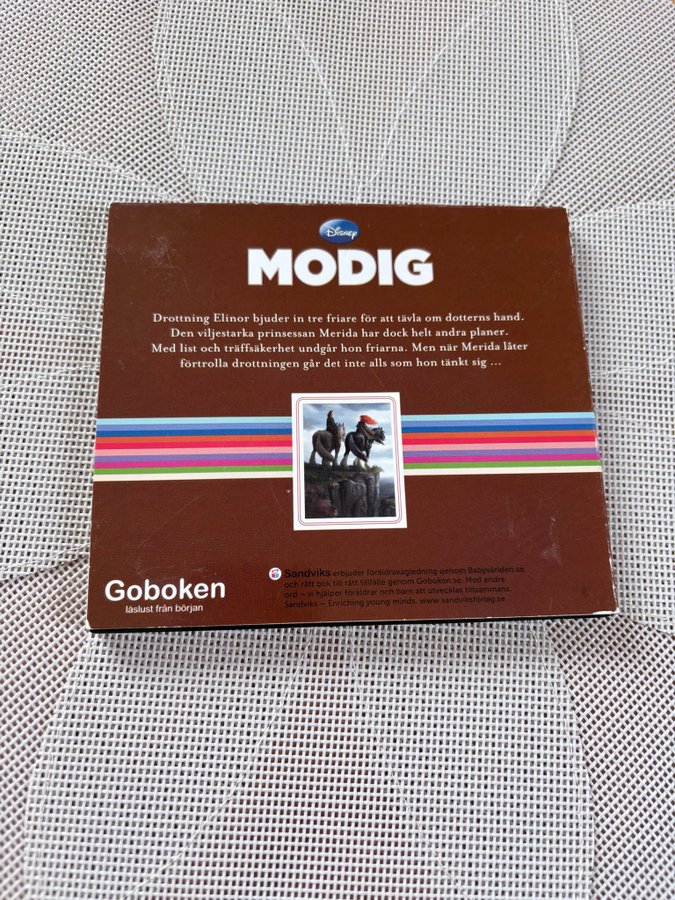 Disney
MODIG
Drottning Elinor bjuder in tre friare för att tävla om dotterns hand.
Den viljestarka prinsessan Merida har dock helt andra planer.
Med list och träffsäkerhet undgår hon friarna. Men när Merida låter
förtrolla drottningen går det inte alls som hon tänkt sig ...
Goboken
läslust från början
Sandviks erbjuder föräldravagledning genom Babyvärlden.se,
och rätt bok till rätt tillfälle genom Goboken.se. Med andra
ord – vi hjälper föräldrar och barn att utvecklas tillsammans.
Sandviks – Enriching young minds. www.sandviksförlag.se